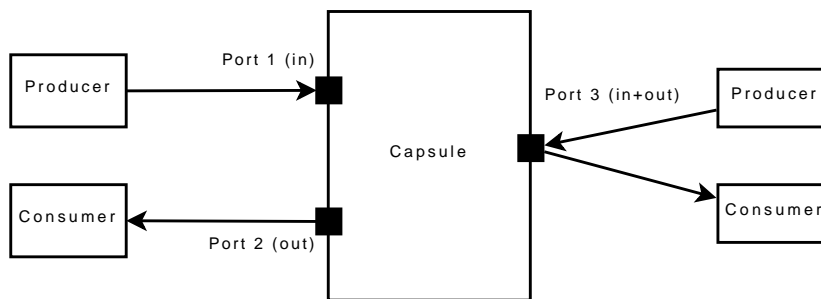 Port 1 (in)
Producer
Consumer
Port 2 (out)
Capsule
Port 3 (in+out)
Producer
Consumer